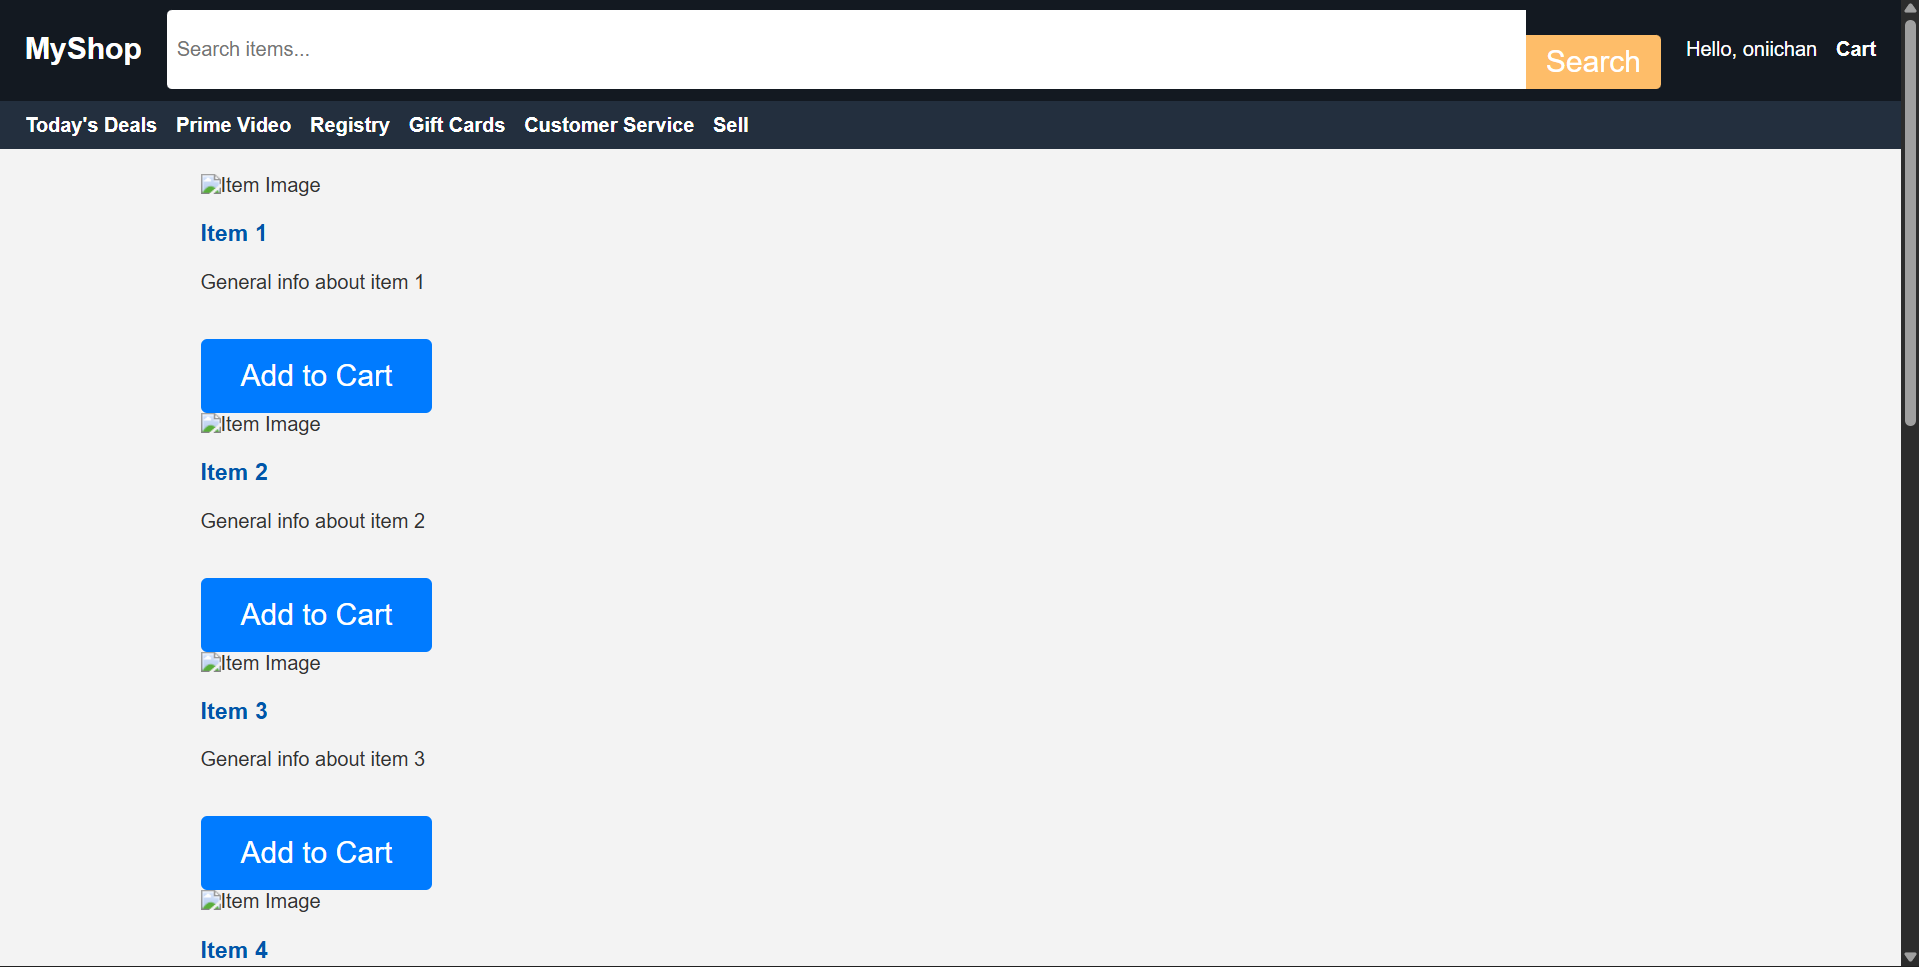 MyShop
Search items...
Search
Hello, oniichan
Cart
Today's Deals Prime Video Registry Gift Cards Customer Service Sell
Item Image
Item 1
General info about item 1
Add to Cart
Item Image
Item 2
General info about item 2
Add to Cart
Item Image
Item 3
General info about item 3
Add to Cart
Item Image
Item 4